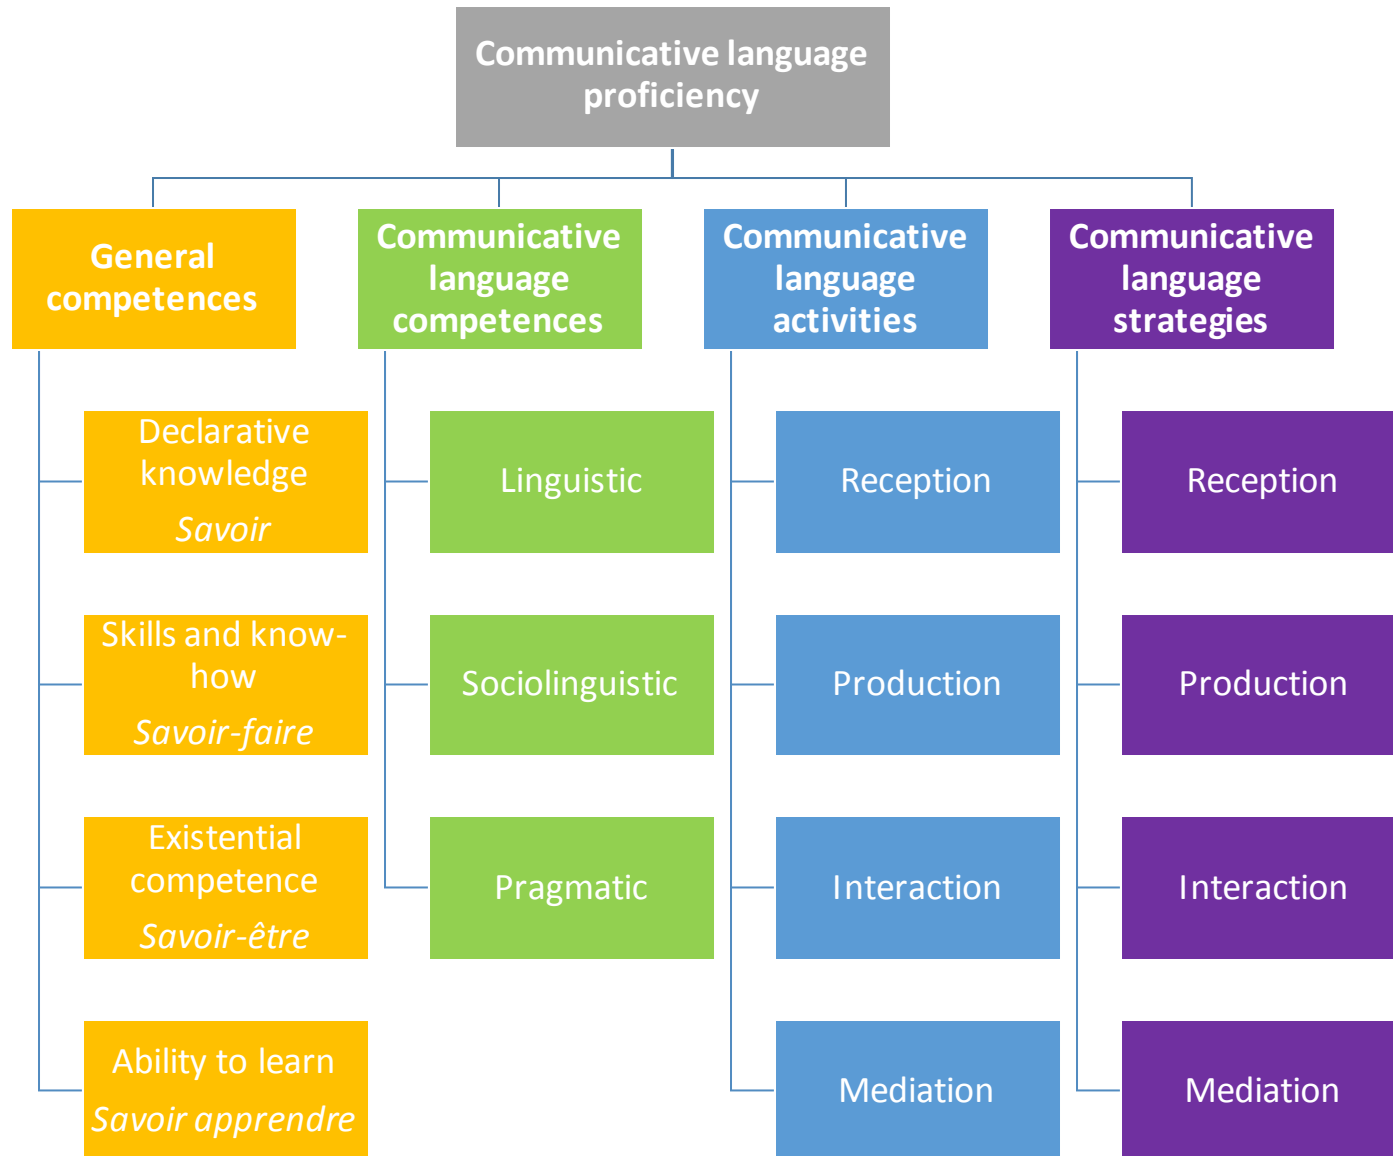 Communicative language
proficiency
General
competences
Declarative
knowledge
Savoir
Skills and know-
how
Savoir-faire
Existential
competence
Savoir-être
Ability to learn
Savoir apprendre
Communicative
language
competences
Linguistic
Sociolinguistic
Pragmatic
Communicative
language
activities
Reception
Production
Interaction
Mediation
Communicative
language
strategies
Reception
Production
Interaction
Mediation